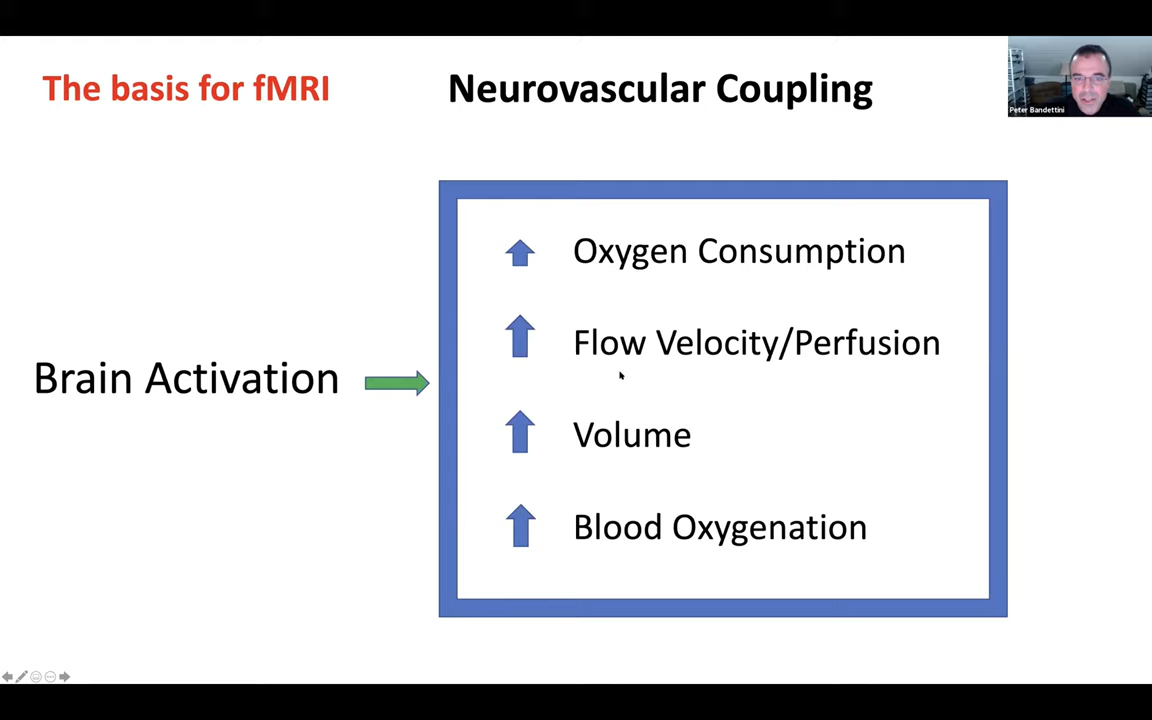 The basis for fMRI
Neurovascular Coupling
Peter Bandettini
Oxygen Consumption
Flow Velocity/Perfusion
Brain Activation
Volume
Blood Oxygenation